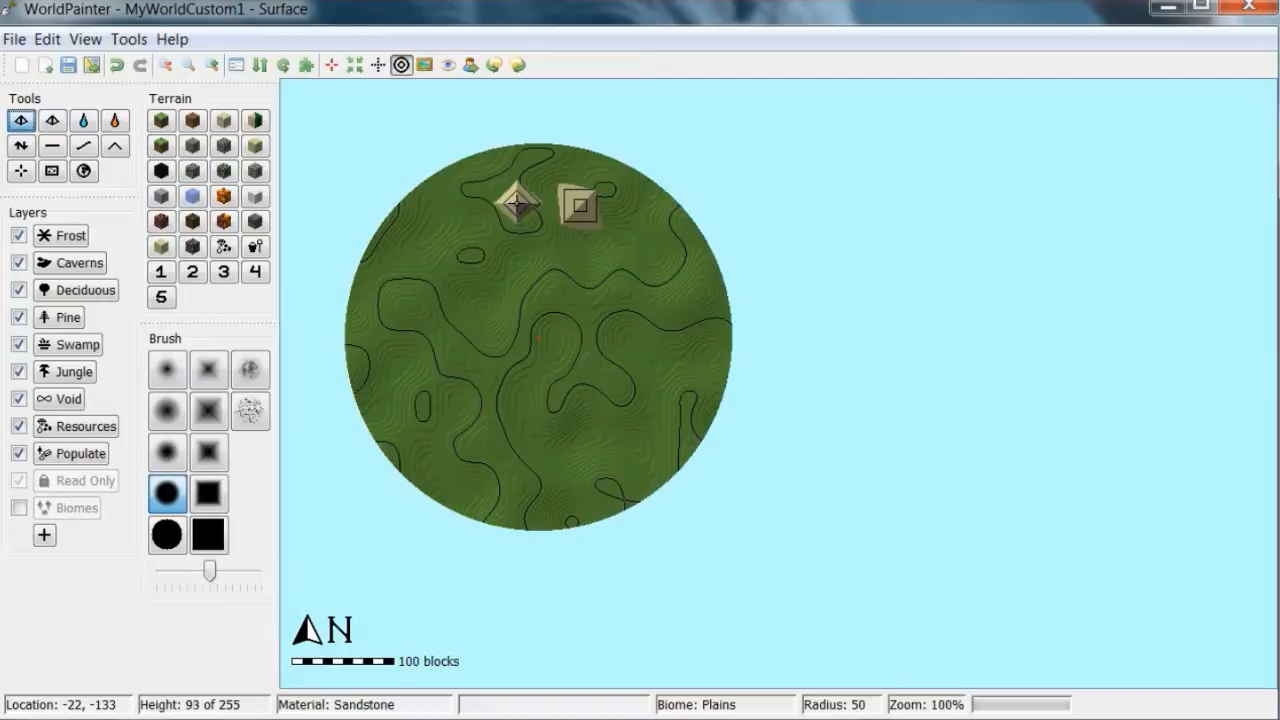 WorldPainter - MyWorldCustom1 - Surface
File Edit View Tools Help
Tools
Terrain
1 2 3 4
5
Layers
Frost
Caverns
Deciduous
Pine
Swamp
Jungle
Void
Resources
Populate
Read Only
Biomes
Brush
N
100 blocks
Location: -22, -133 Height: 93 of 255 Material: Sandstone Biome: Plains Radius: 50 Zoom: 100%